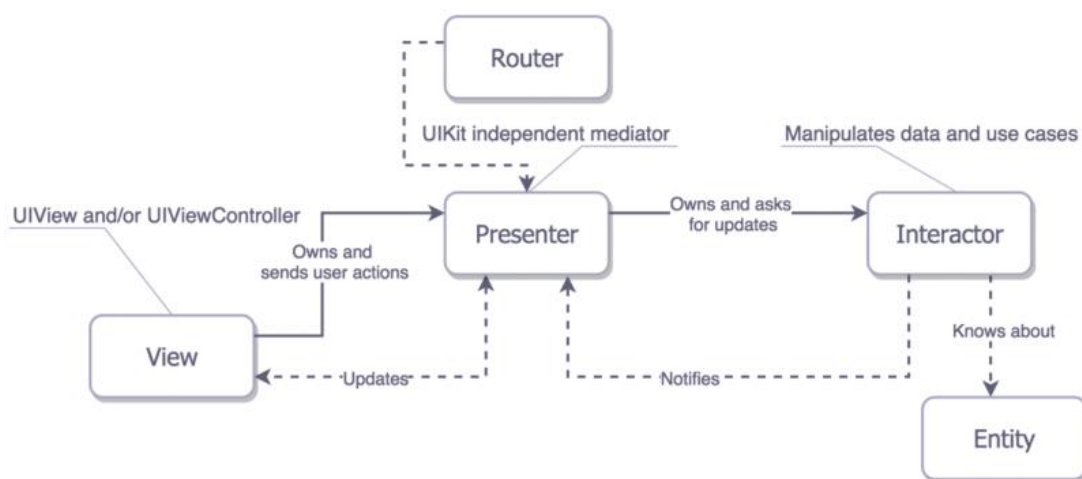 Router
UIKit independent mediator
Manipulates data and use cases
UIView and/or UIViewController
Presenter
Owns and asks
for updates
Interactor
Owns and
sends user actions
View
Updates
Notifies
Knows about
Entity